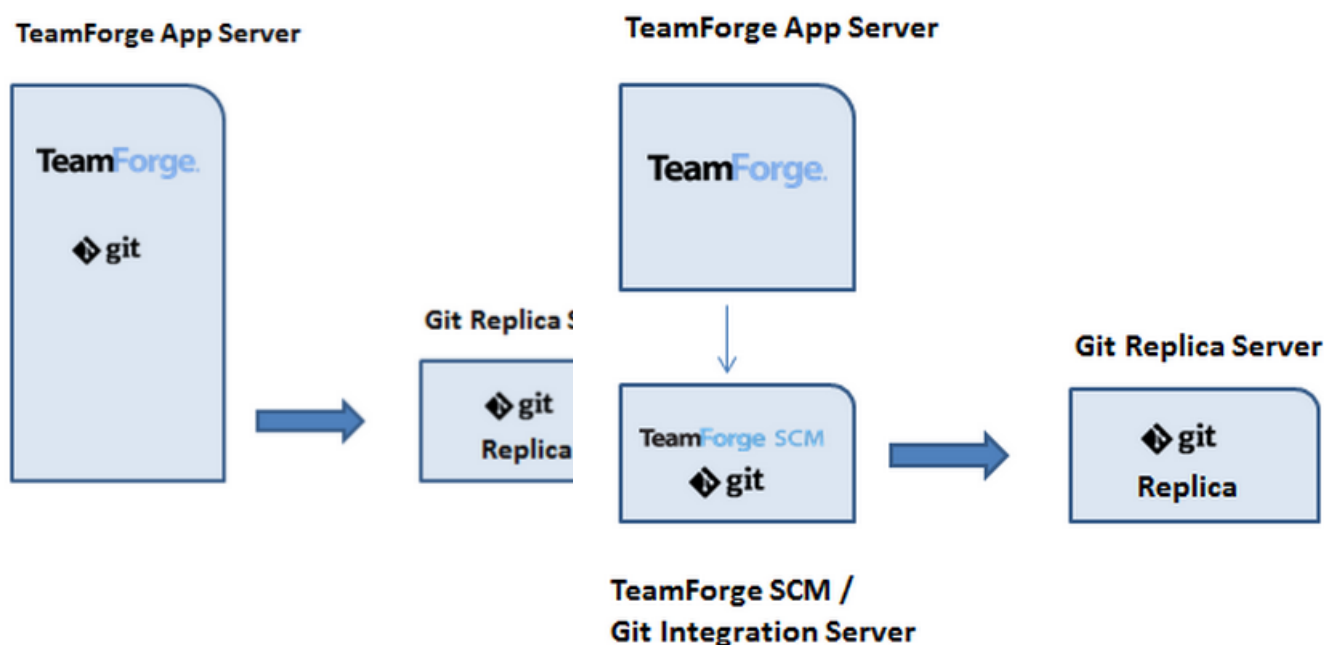 TeamForge App Server
TeamForge.
git
Git Replica S
git
Replica
TeamForge App Server
TeamForge.
TeamForge SCM
git
TeamForge SCM /
Git Integration Server
Git Replica Server
git
Replica